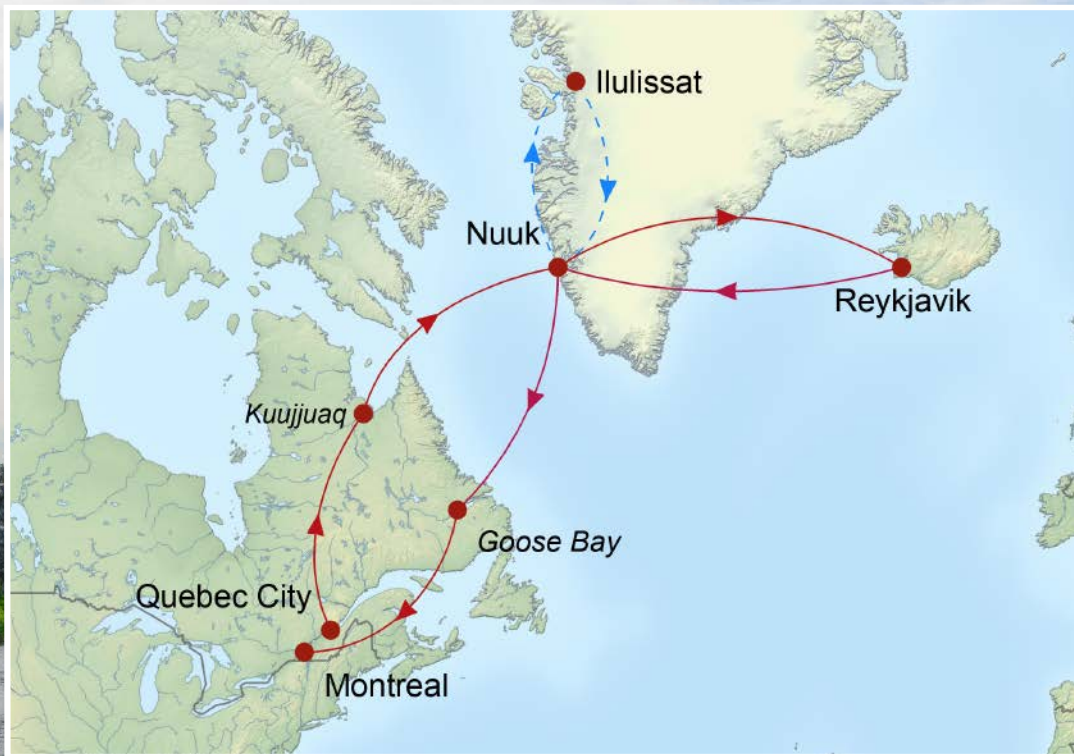 Ilulissat
Nuuk
Reykjavik
Kuujjuaq
Goose Bay
Quebec City
Montreal